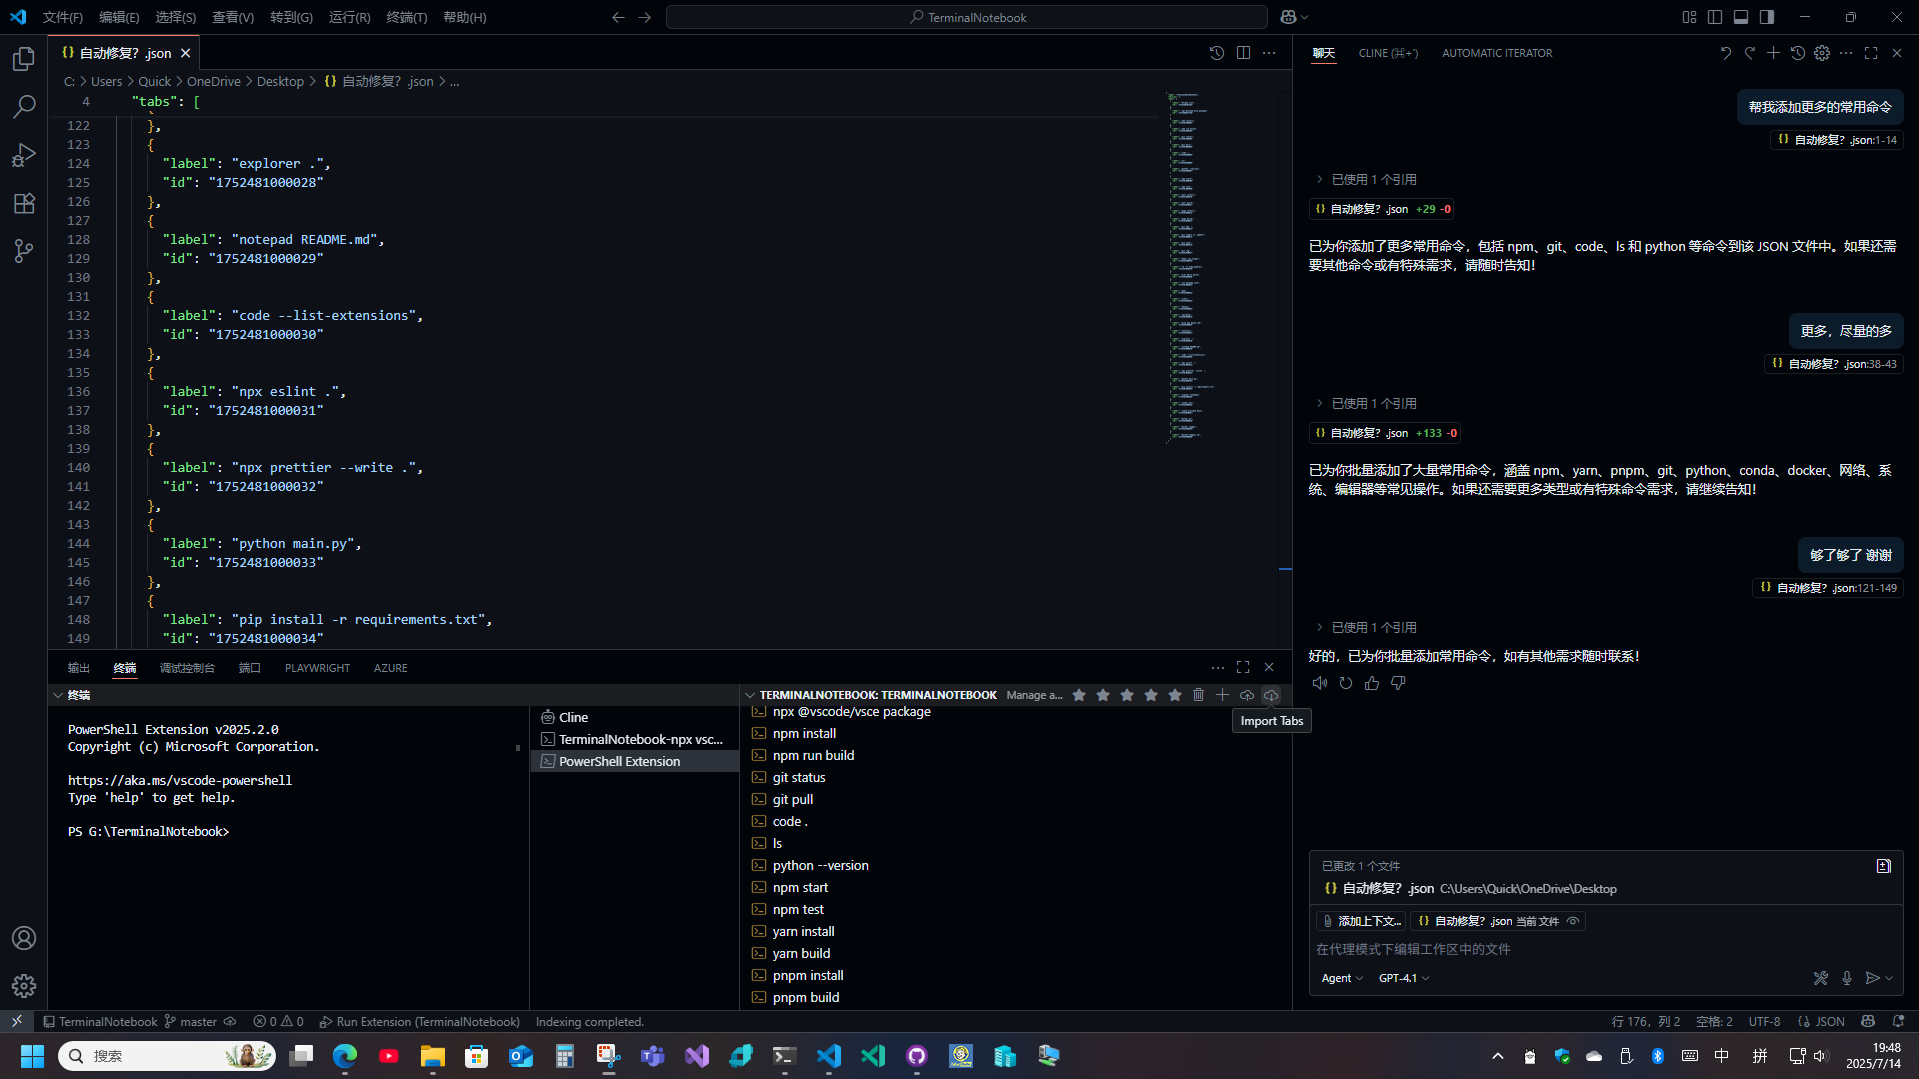 文件(F) 编辑(E) 选择(S) 查看(V) 转到(G) 运行(R) 终端(T) 帮助(H)
TerminalNotebook
{} 自动修复? .json
C: > Users > Quick > OneDrive > Desktop > {} 自动修复? .json > ...
4 "tabs": [
122 },
123 {
124 "label": "explorer .",
125 "id": "1752481000028"
126 },
127 {
128 "label": "notepad README.md",
129 "id": "1752481000029"
130 },
131 {
132 "label": "code --list-extensions",
133 "id": "1752481000030"
134 },
135 {
136 "label": "npx eslint .",
137 "id": "1752481000031"
138 },
139 {
140 "label": "npx prettier --write .",
141 "id": "1752481000032"
142 },
143 {
144 "label": "python main.py",
145 "id": "1752481000033"
146 },
147 {
148 "label": "pip install -r requirements.txt",
149 "id": "1752481000034"
输出 终端 调试控制台 端口 PLAYWRIGHT AZURE
终端
PowerShell Extension v2025.2.0
Copyright (c) Microsoft Corporation.
https://aka.ms/vscode-powershell
Type 'help' to get help.
PS G:\TerminalNotebook>
Cline
TerminalNotebook-npx vsc...
PowerShell Extension
TERMINALNOTEBOOK: TERMINALNOTEBOOK Manage a...
Import Tabs
npx @vscode/vsce package
npm install
npm run build
git status
git pull
code .
ls
python --version
npm start
npm test
yarn install
yarn build
pnpm install
pnpm build
聊天 CLINE (⌘+') AUTOMATIC ITERATOR
帮我添加更多的常用命令
{} 自动修复? .json:1-14
已使用 1 个引用
{} 自动修复? .json +29 -0
已为你添加了更多常用命令，包括 npm、git、code、ls 和 python 等命令到该 JSON 文件中。如果还需
要其他命令或有特殊需求，请随时告知！
更多，尽量的多
{} 自动修复? .json:38-43
已使用 1 个引用
{} 自动修复? .json +133 -0
已为你批量添加了大量常用命令，涵盖 npm、yarn、pnpm、git、python、conda、docker、网络、系
统、编辑器等常见操作。如果还需要更多类型或有特殊命令需求，请继续告知！
够了够了 谢谢
{} 自动修复? .json:121-149
已使用 1 个引用
好的，已为你批量添加常用命令，如有其他需求随时联系！
已更改 1 个文件
{} 自动修复? .json C:\Users\Quick\OneDrive\Desktop
添加上下文... {} 自动修复? .json 当前文件
在代理模式下编辑工作区中的文件
Agent GPT-4.1
TerminalNotebook master 0 0 Run Extension (TerminalNotebook) Indexing completed.
行 176，列 2 空格: 2 UTF-8 {} JSON
搜索
中 拼
19:48
2025/7/14